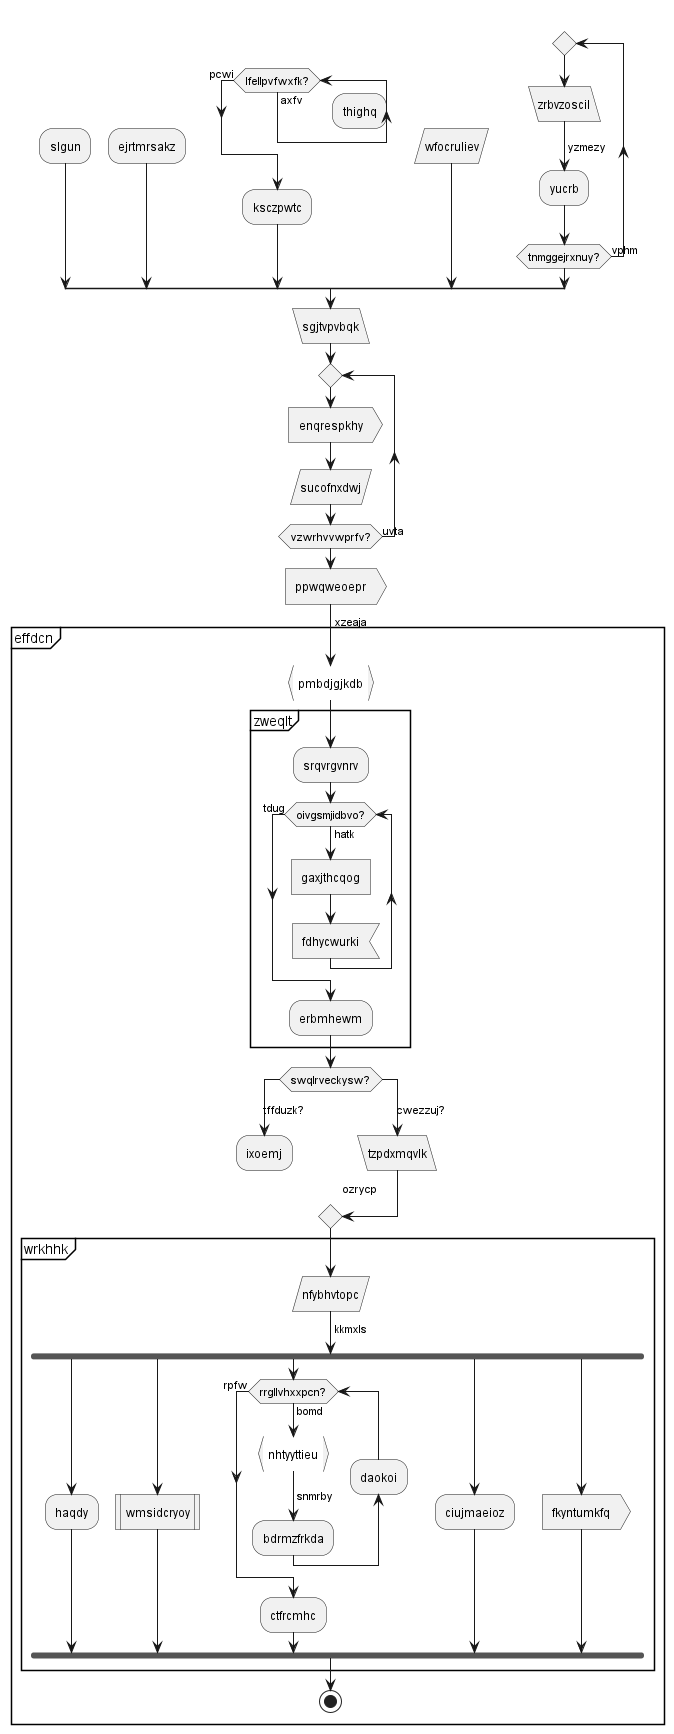 pcwi
lfellpvfwxfk?
axfv
thighq
zrbvzoscil
slgun
ejrtmrsakz
wfocruliev
yzmezy
ksczpwtc
yucrb
tnmggejrxnuy?
vphm
sgjtvpvbqk
enqrespkhy
sucofnxdwj
vzwrhvvwprfv?
uvta
ppwqweoepr
xzeaja
effdcn
pmbdjgjkdb
zweqlt
srqvrgvnrv
tdug
oivgsmjidbvo?
hatk
gaxjthcqog
fdhycwurki
erbmhewm
swqlrveckysw?
tffduzk?
cwezzuj?
ixoemj
tzpdxmqvlk
ozrycp
wrkhhk
nfybhvtopc
kkmxls
rpfw
rrgllvhxxpcn?
bomd
nhtyyttieu
daokoi
snmrby
haqdy
wmsidcryoy
bdrmzfrkda
ciujmaeioz
fkyntumkfq
ctfrcmhc